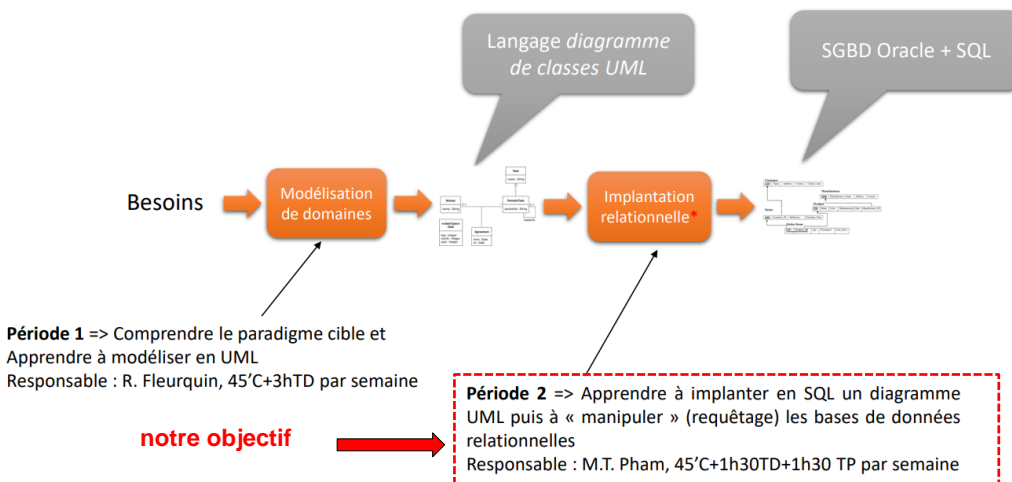 Langage diagramme
de classes UML
SGBD Oracle + SQL
Besoins
Modélisation
de domaines
Implantation
relationnelle*
Période 1 => Comprendre le paradigme cible et
Apprendre à modéliser en UML
Responsable : R. Fleurquin, 45’C+3hTD par semaine
notre objectif
Période 2 => Apprendre à implanter en SQL un diagramme
UML puis à « manipuler » (requêtage) les bases de données
relationnelles
Responsable : M.T. Pham, 45’C+1h30TD+1h30 TP par semaine